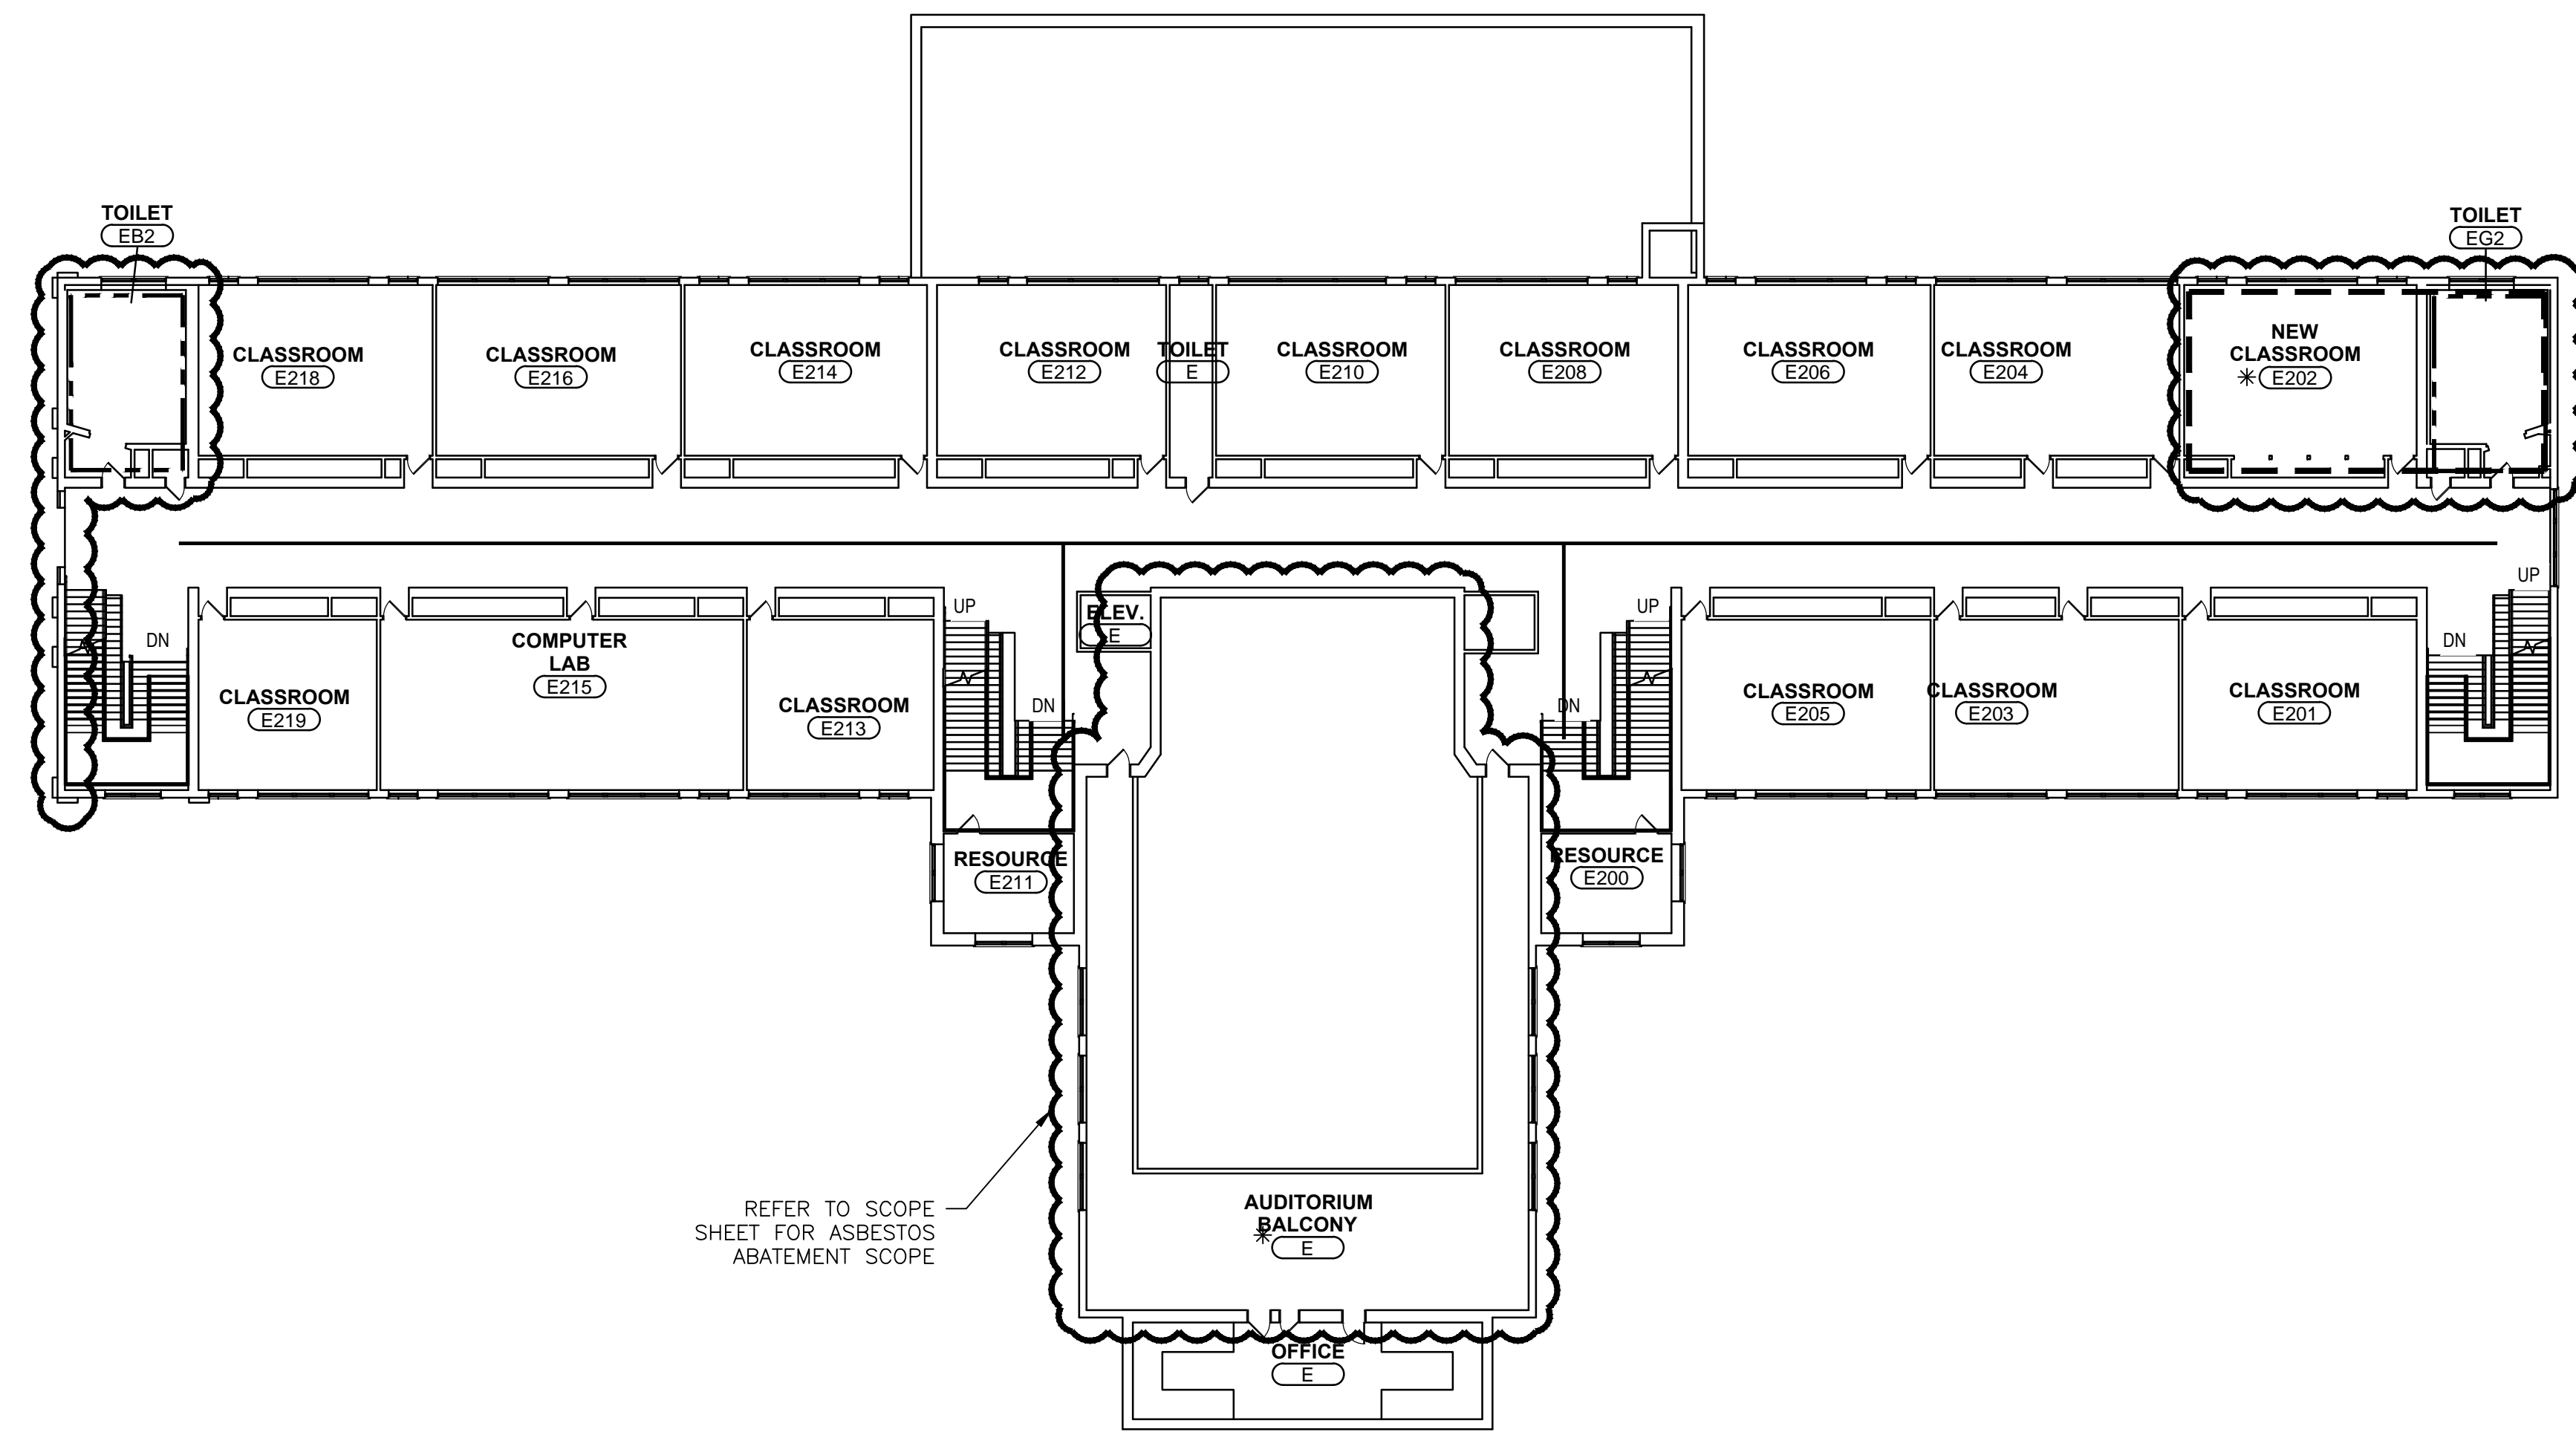 TOILET
EB2
TOILET
EG2
CLASSROOM
E218
CLASSROOM
E216
CLASSROOM
E214
CLASSROOM
E212
TOILET
E
CLASSROOM
E210
CLASSROOM
E208
CLASSROOM
E206
CLASSROOM
E204
NEW
CLASSROOM
E202
UP
DN
CLASSROOM
E219
COMPUTER
LAB
E215
CLASSROOM
E213
UP
DN
ELEV.
E
UP
DN
CLASSROOM
E205
CLASSROOM
E203
CLASSROOM
E201
DN
RESOURCE
E211
RESOURCE
E200
REFER TO SCOPE
SHEET FOR ASBESTOS
ABATEMENT SCOPE
AUDITORIUM
BALCONY
E
OFFICE
E